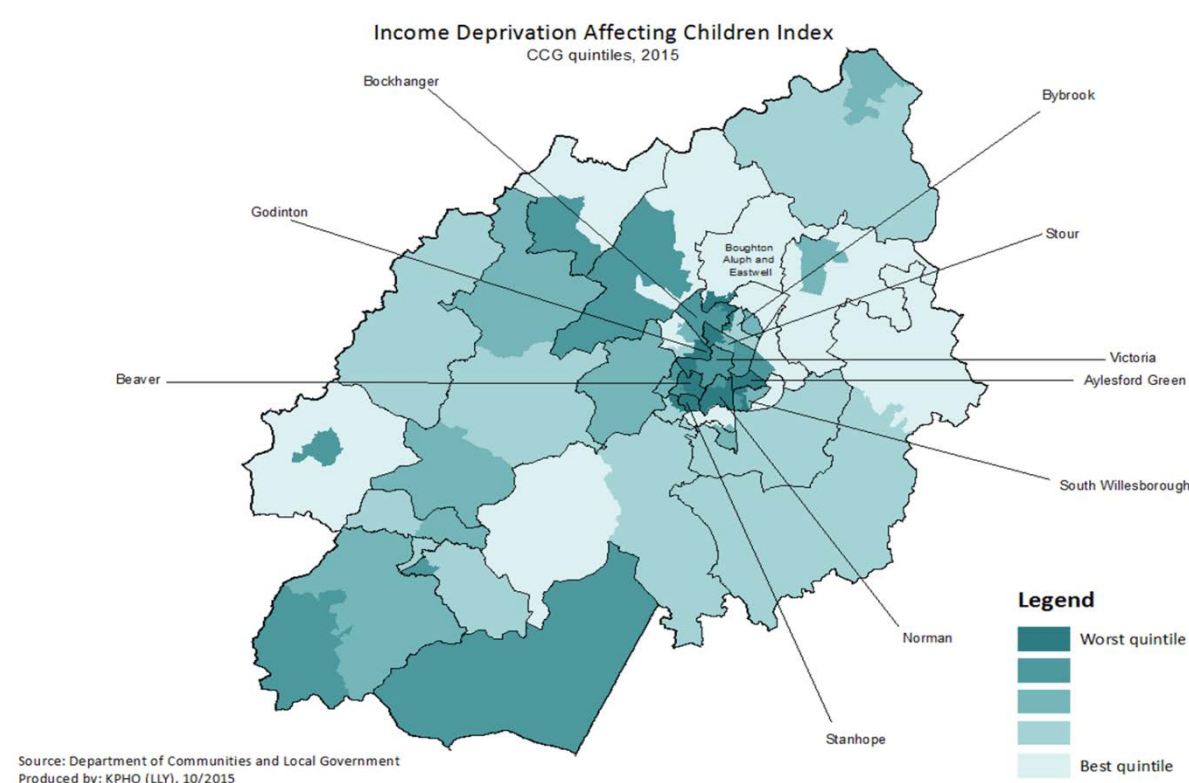 Income Deprivation Affecting Children Index
CCG quintiles, 2015
Bockhanger
Bybrook
Godinton
Stour
Boughton
Aluph and
Eastwell
Victoria
Beaver
Aylesford Green
South Willesborough
Norman
Stanhope
Legend
Worst quintile
Best quintile
Source: Department of Communities and Local Government
Produced by: KPHO (LLY), 10/2015